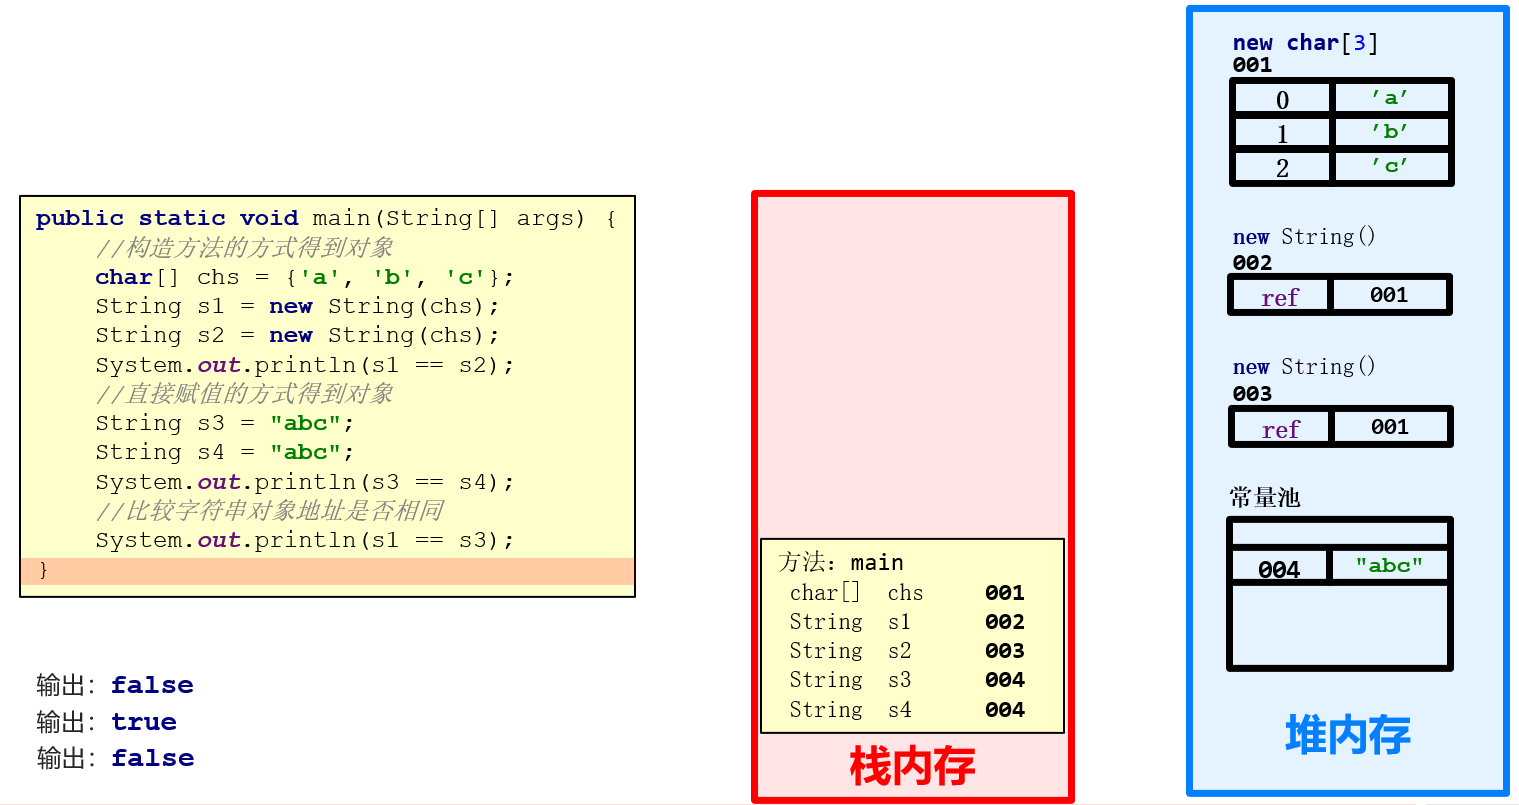 public static void main(String[] args) {
//构造方法的方式得到对象
char[] chs = {'a', 'b', 'c'};
String s1 = new String(chs);
String s2 = new String(chs);
System.out.println(s1 == s2);
//直接赋值的方式得到对象
String s3 = "abc";
String s4 = "abc";
System.out.println(s3 == s4);
//比较字符串对象地址是否相同
System.out.println(s1 == s3);
}
输出：false
输出：true
输出：false
方法：main
char[] chs 001
String s1 002
String s2 003
String s3 004
String s4 004
栈内存
new char[3]
001
0 'a'
1 'b'
2 'c'
new String()
002
ref 001
new String()
003
ref 001
常量池
004 "abc"
堆内存